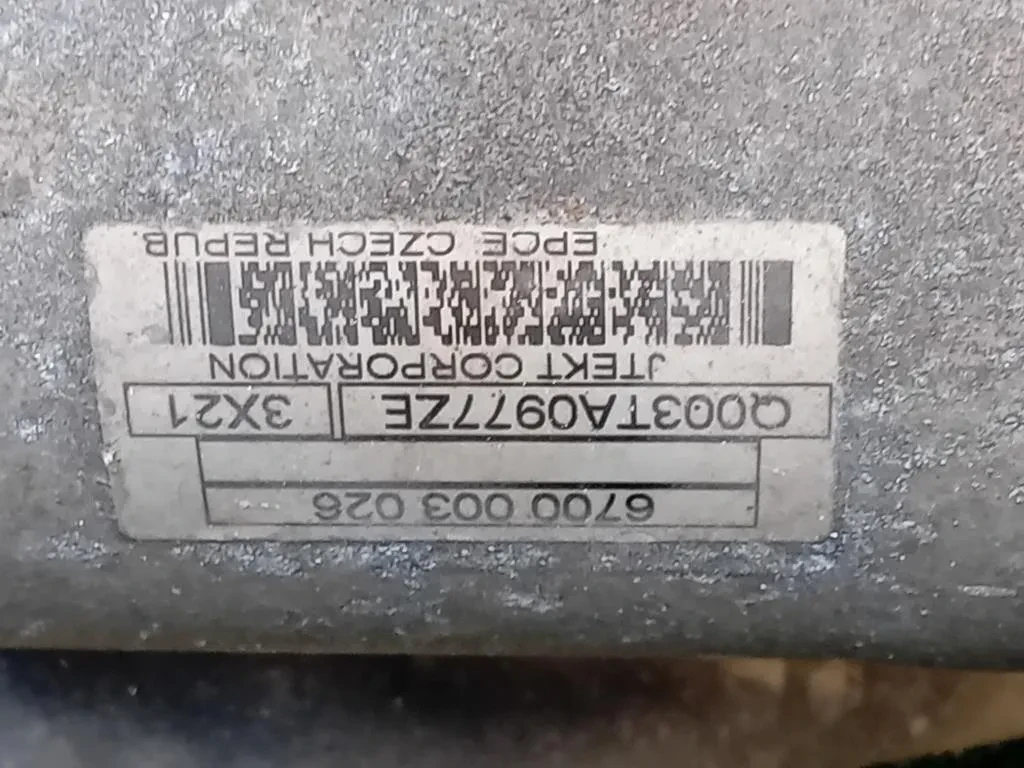 6700 003 026
Q003TA0977ZE 3X21
JTEKT CORPORATION
EPCE CZECH REPUB